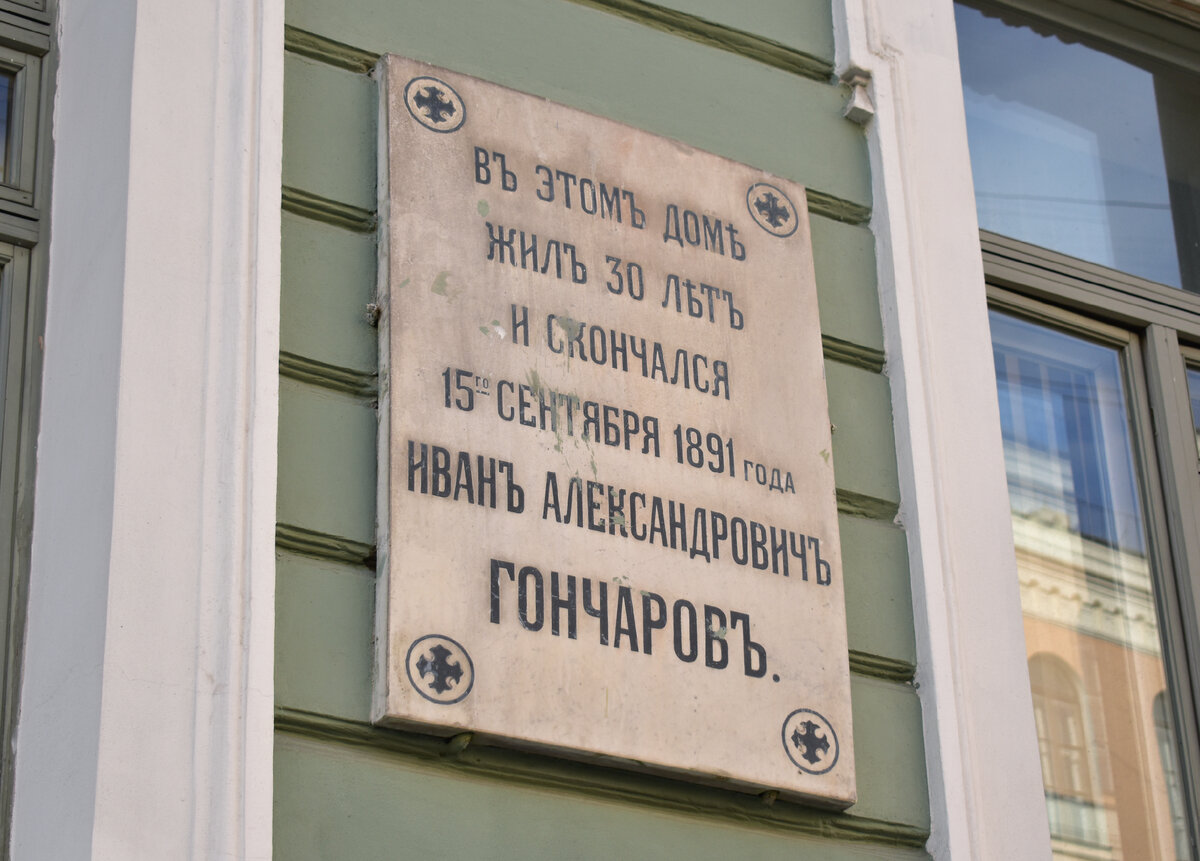 ВЪ ЭТОМЪ ДОМѢ
ЖИЛЪ 30 ЛѢТЪ
И СКОНЧАЛСЯ
15ГО СЕНТЯБРЯ 1891 ГОДА
ИВАНЪ АЛЕКСАНДРОВИЧЪ
ГОНЧАРОВЪ.